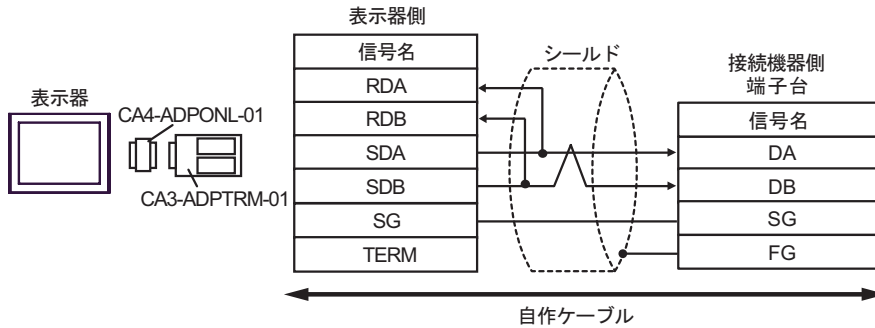 表示器側
信号名
RDA
RDB
SDA
SDB
SG
TERM
シールド
接続機器側
端子台
信号名
DA
DB
SG
FG
表示器
CA4-ADPONL-01
CA3-ADPTRM-01
自作ケーブル